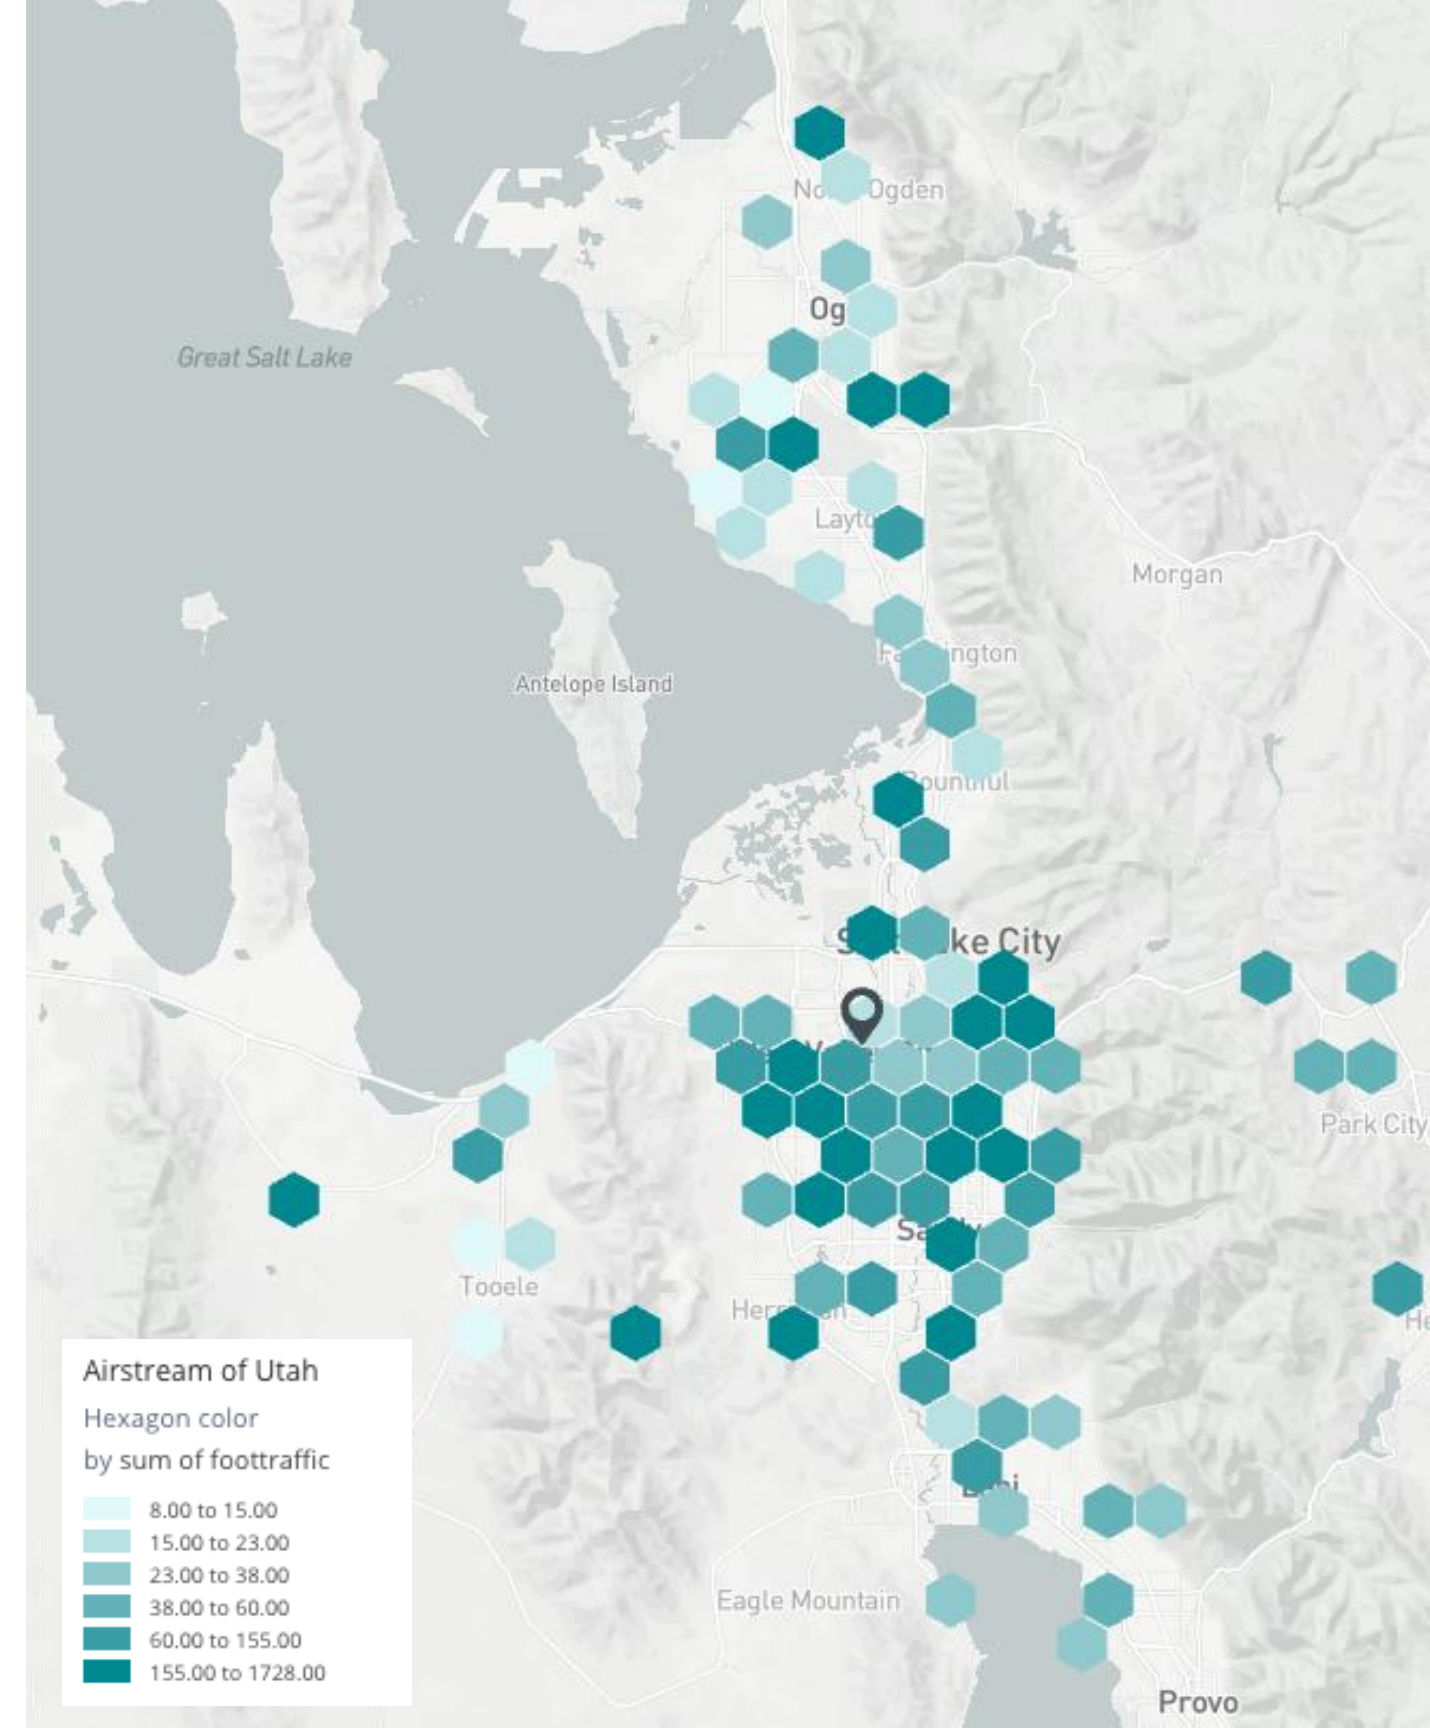 Ogden
Great Salt Lake
Morgan
Antelope Island
ke City
Park City
Tooele
Eagle Mountain
Provo
Airstream of Utah
Hexagon color
by sum of foottraffic
8.00 to 15.00
15.00 to 23.00
23.00 to 38.00
38.00 to 60.00
60.00 to 155.00
155.00 to 1728.00